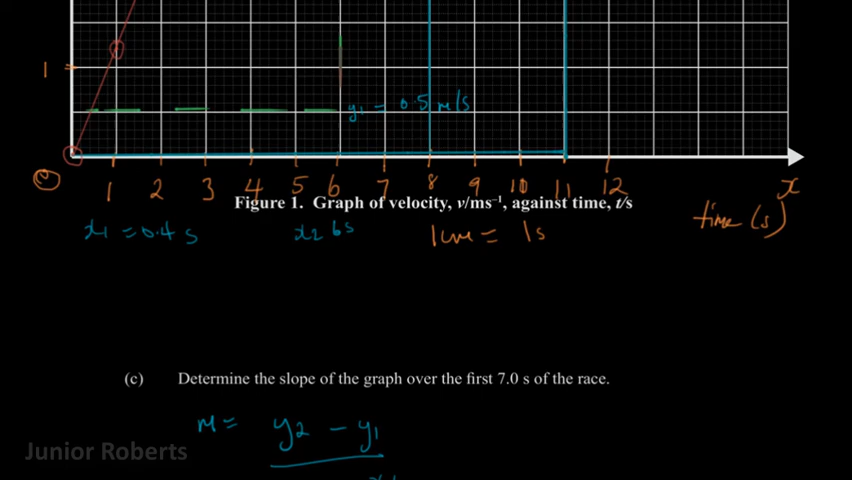 1
y1 = 0.5 m/s
0
1 2 3 4 5 6 7 8 9 10 11 12 x
Figure 1. Graph of velocity, v/ms⁻¹, against time, t/s
time (s)
x1 = 0.4 s x2 6s 1cm = 1s
(c) Determine the slope of the graph over the first 7.0 s of the race.
m = y2 - y1
Junior Roberts